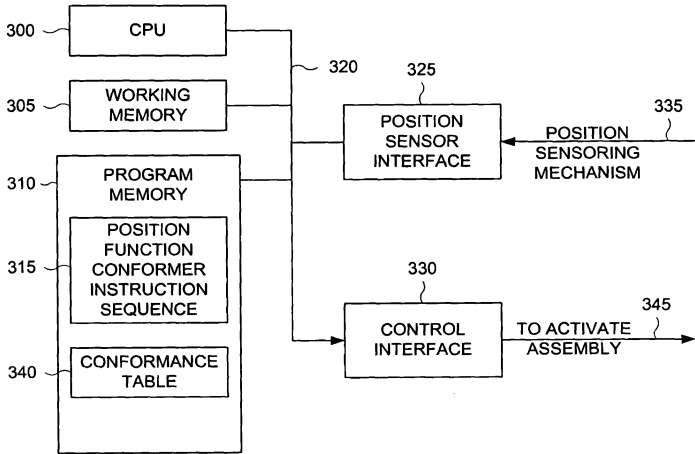 300
CPU
320
305
WORKING
MEMORY
325
POSITION
SENSOR
INTERFACE
335
POSITION
SENSORING
MECHANISM
310
PROGRAM
MEMORY
315
POSITION
FUNCTION
CONFORMER
INSTRUCTION
SEQUENCE
330
CONTROL
INTERFACE
345
TO ACTIVATE
ASSEMBLY
340
CONFORMANCE
TABLE